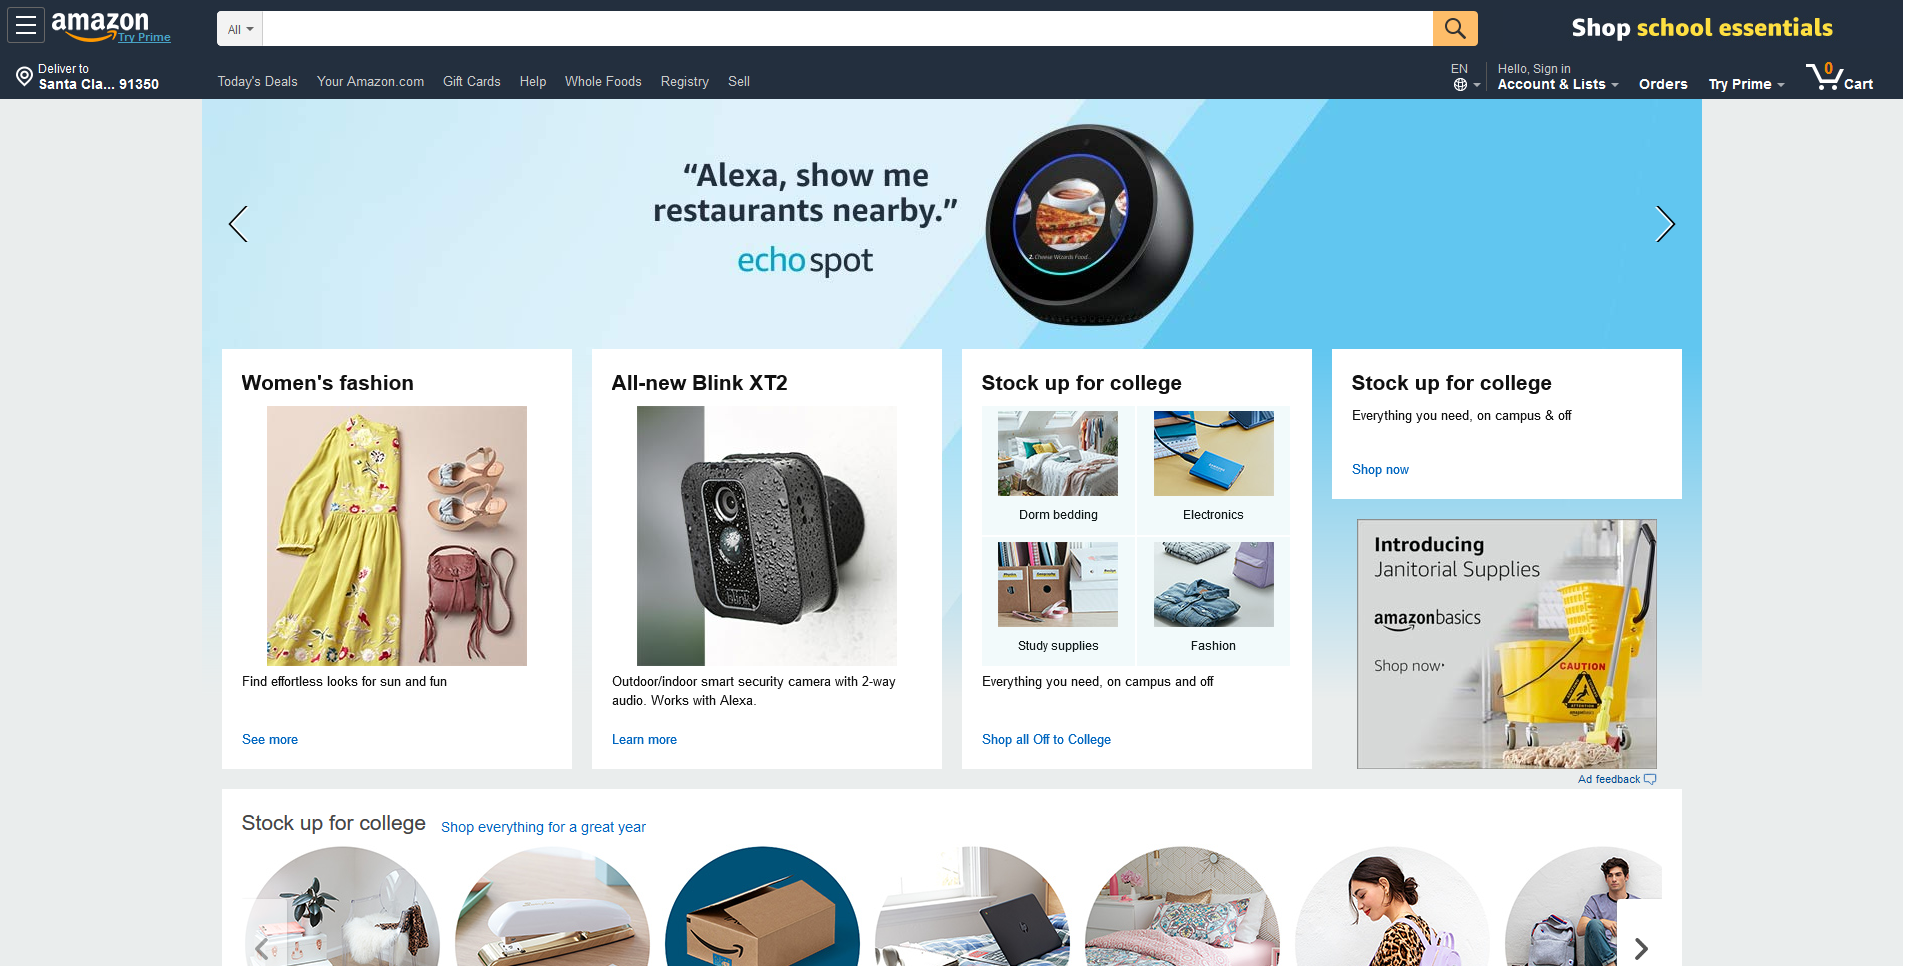 amazon
Try Prime
All
Shop school essentials
Deliver to
Santa Cla... 91350
Today's Deals
Your Amazon.com
Gift Cards
Help
Whole Foods
Registry
Sell
EN
Hello, Sign in
Account & Lists
Orders
Try Prime
0
Cart
“Alexa, show me
restaurants nearby.”
echo spot
2. Cheese Wizards Food...
Women's fashion
Find effortless looks for sun and fun
See more
All-new Blink XT2
blink
Outdoor/indoor smart security camera with 2-way
audio. Works with Alexa.
Learn more
Stock up for college
Dorm bedding
Electronics
Study supplies
Fashion
Everything you need, on campus and off
Shop all Off to College
Stock up for college
Everything you need, on campus & off
Shop now
Introducing
Janitorial Supplies
amazonbasics
Shop now
CAUTION
ATTENTION
Ad feedback
Stock up for college
Shop everything for a great year